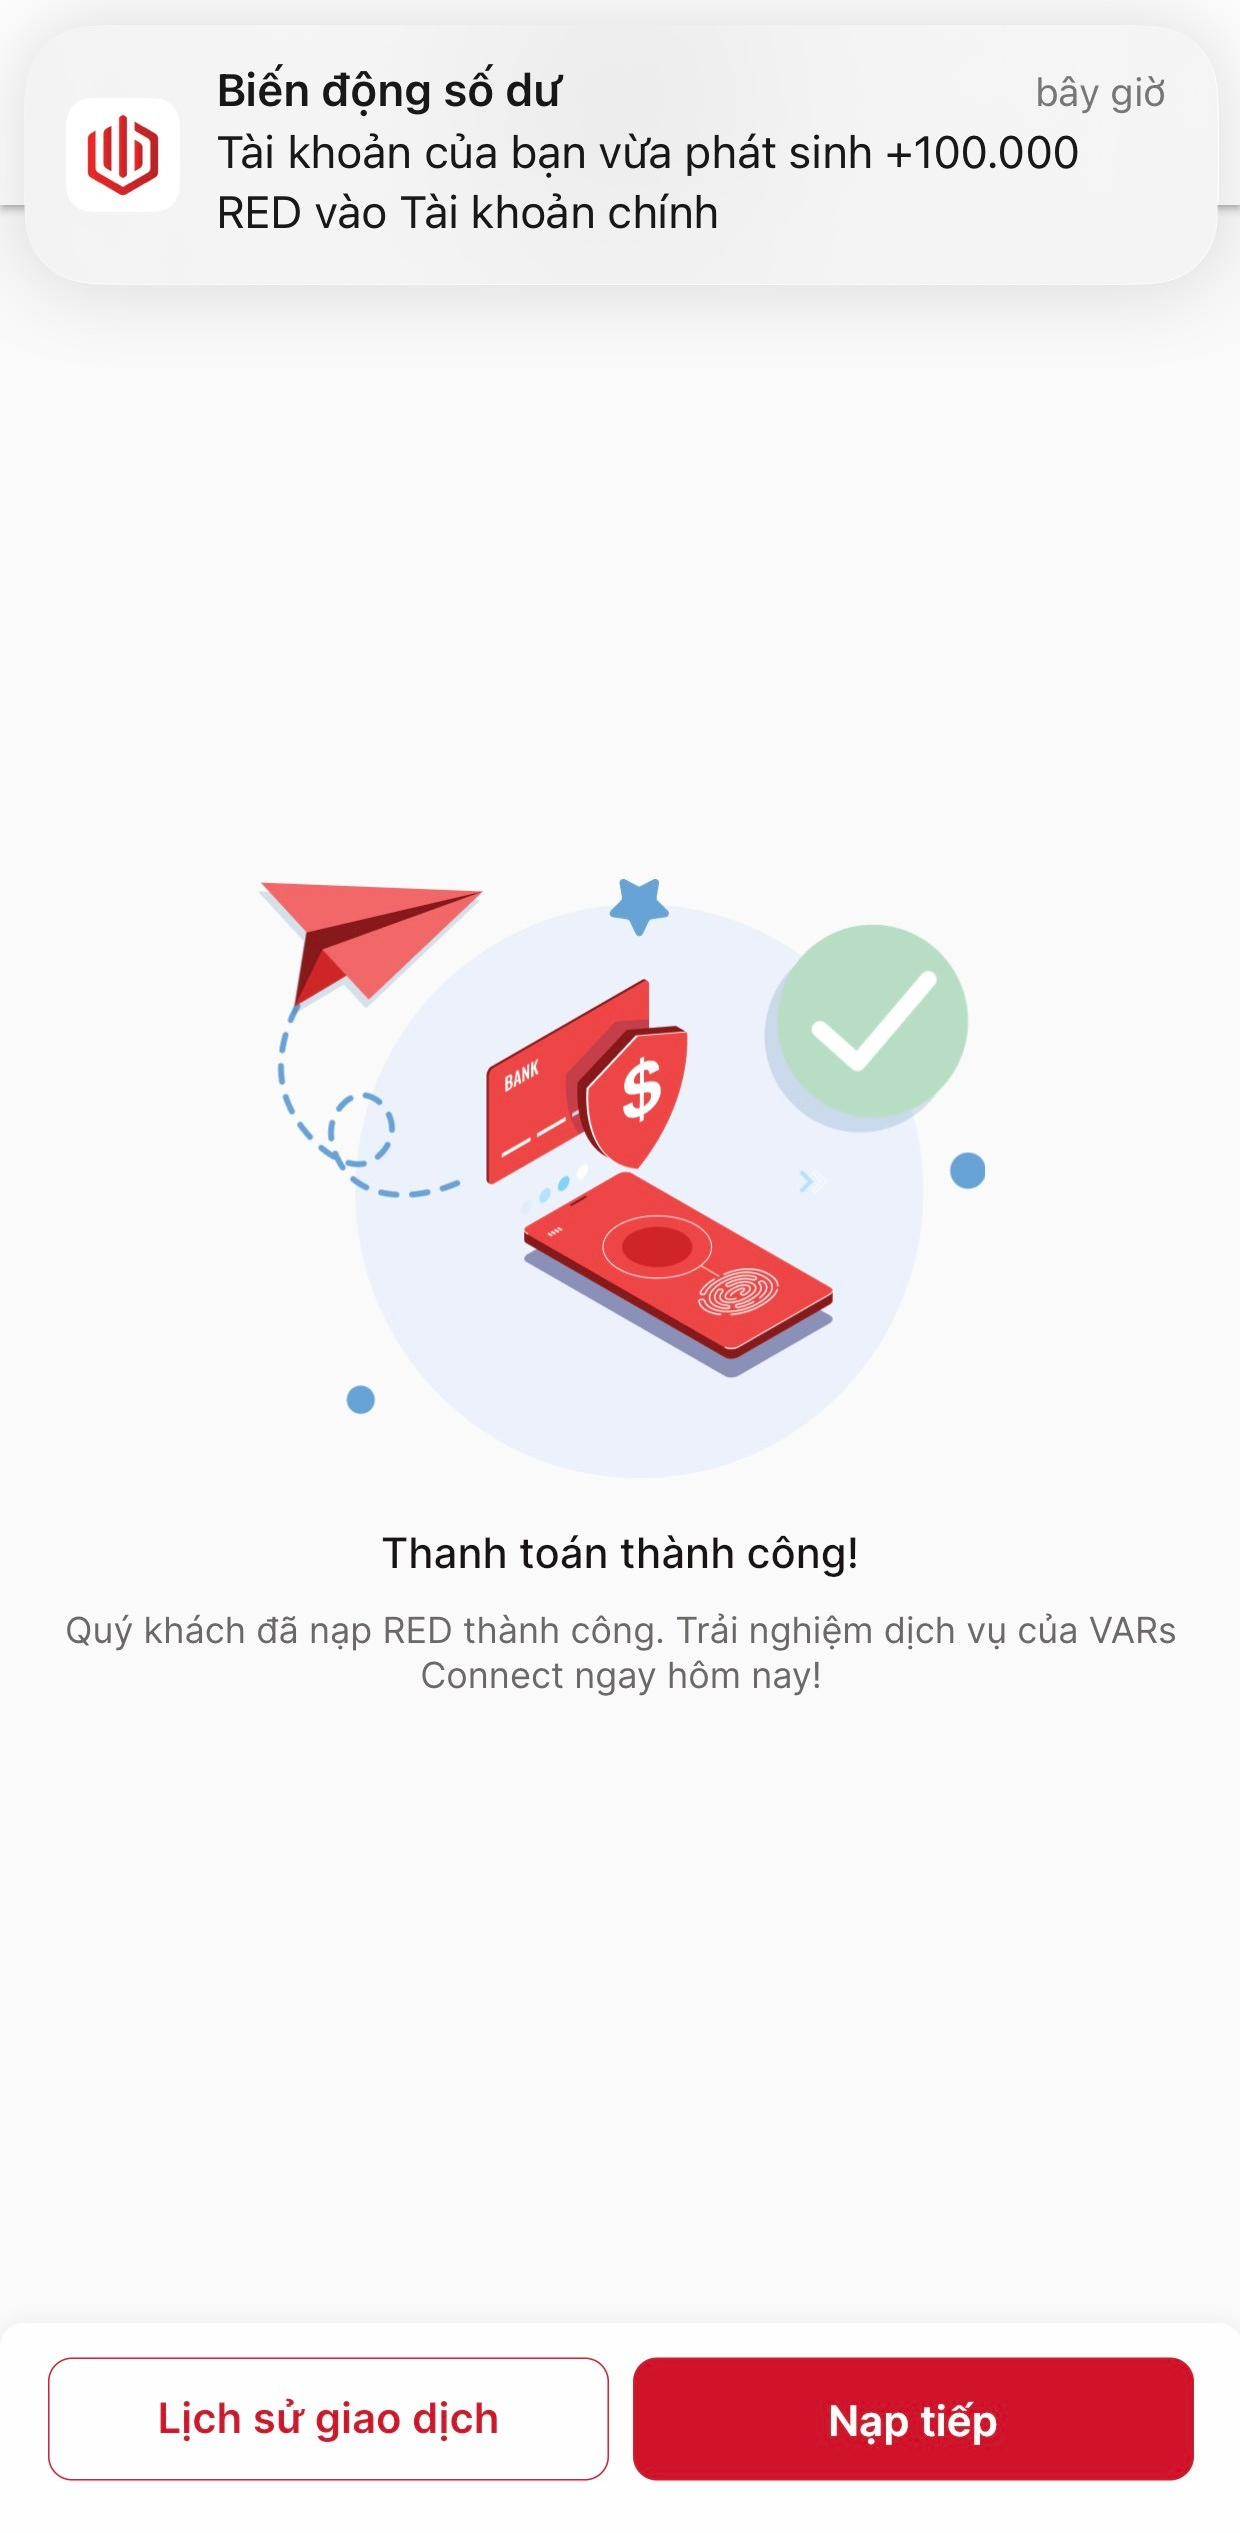 Biến động số dư
bây giờ
Tài khoản của bạn vừa phát sinh +100.000
RED vào Tài khoản chính
BANK
$
Thanh toán thành công!
Quý khách đã nạp RED thành công. Trải nghiệm dịch vụ của VARs
Connect ngay hôm nay!
Lịch sử giao dịch
Nạp tiếp